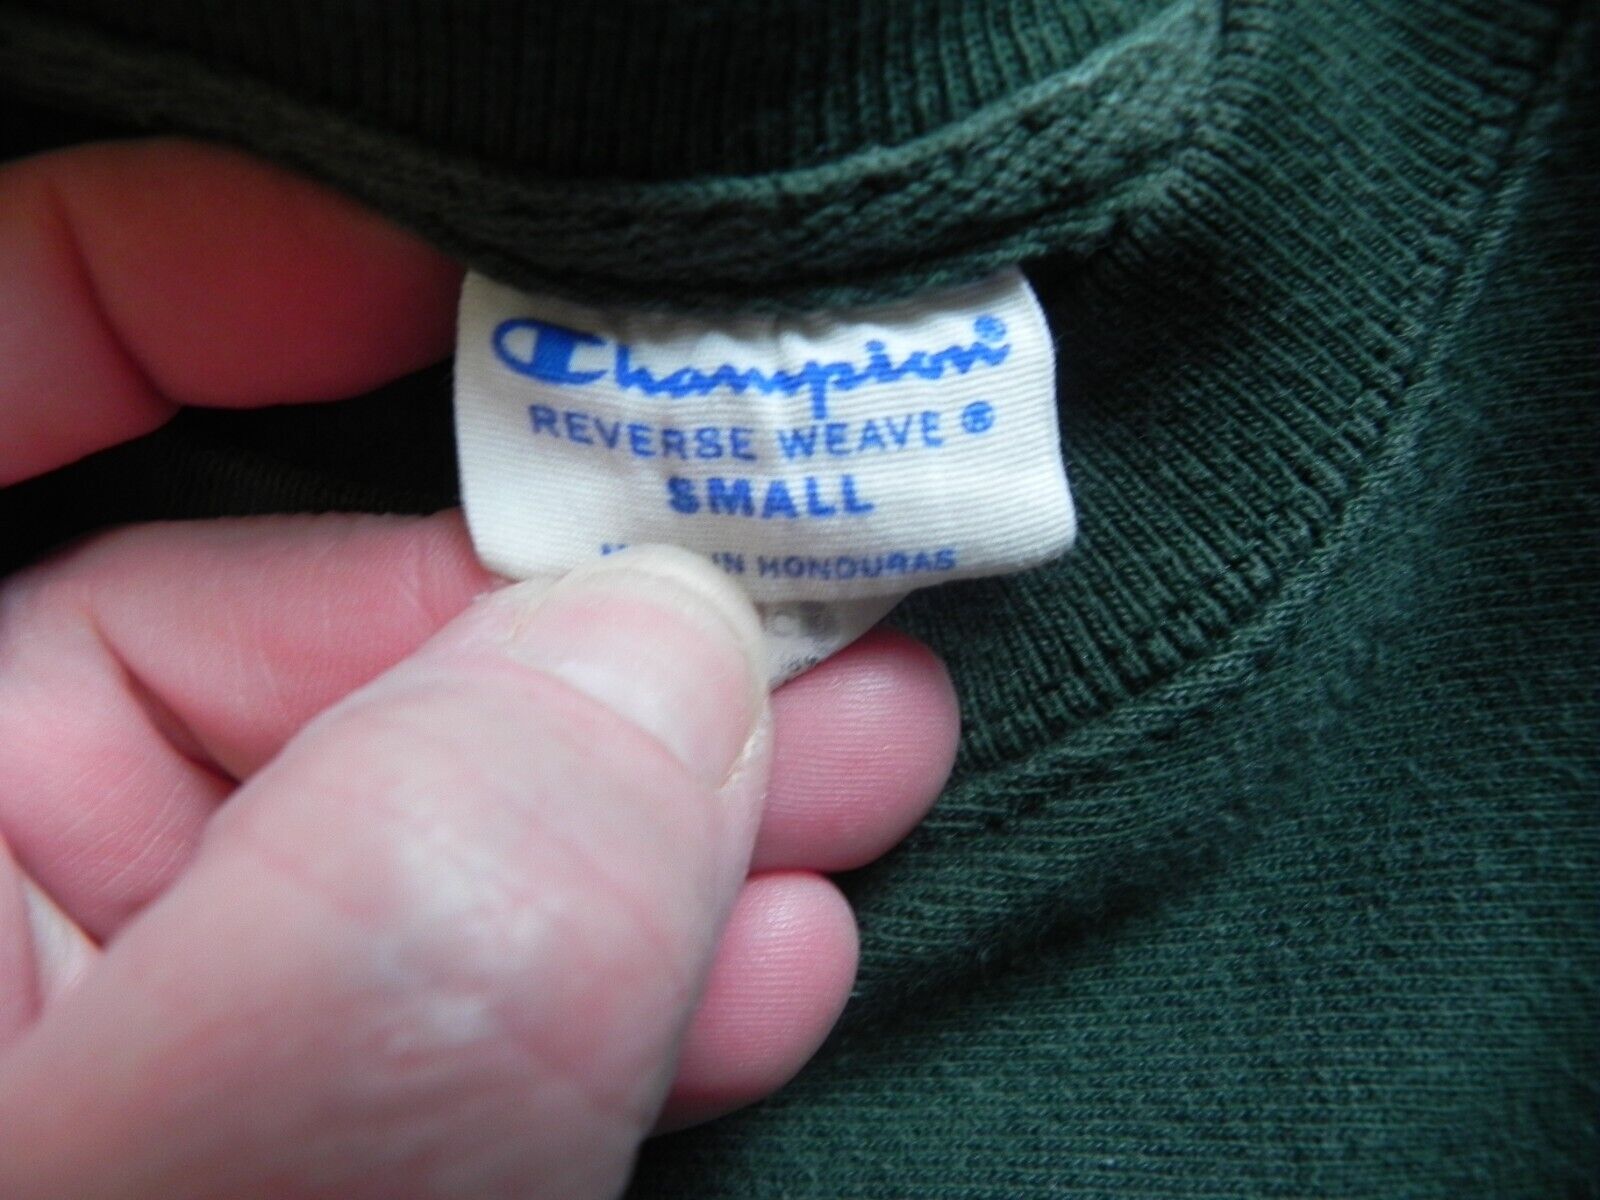 Champion®
REVERSE WEAVE ®
SMALL
IN HONDURAS